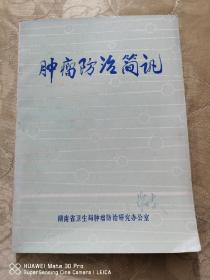 肿瘤防治简讯
湖南省卫生局肿瘤防治研究办公室
HUAWEI Mate 30 Pro
SuperSensing Cine Camera | LEICA